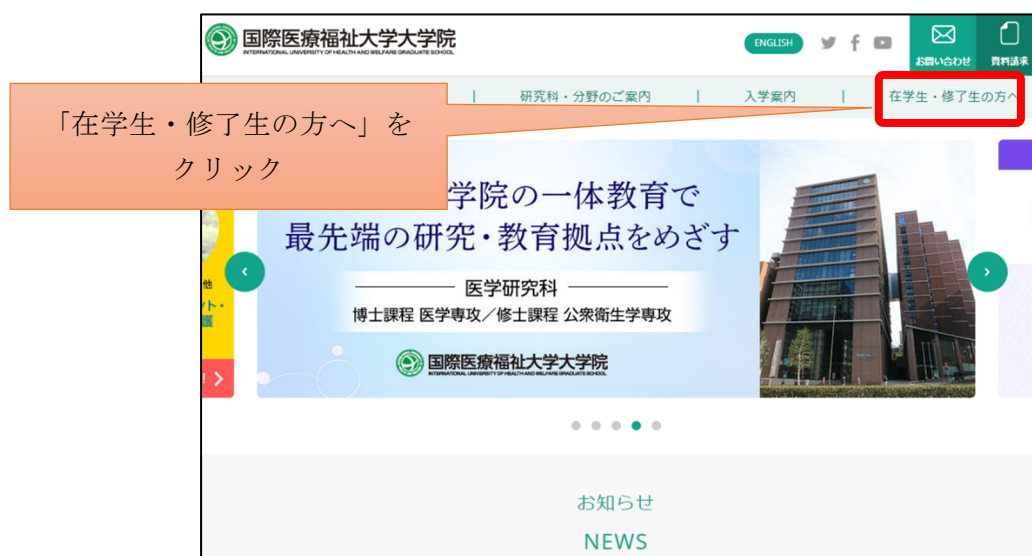 国際医療福祉大学大学院
INTERNATIONAL UNIVERSITY OF HEALTH AND WELFARE GRADUATE SCHOOL
ENGLISH
お問い合わせ
資料請求
研究科・分野のご案内
入学案内
在学生・修了生の方へ
「在学生・修了生の方へ」を
クリック
学院の一体教育で
最先端の研究・教育拠点をめざす
医学研究科
博士課程 医学専攻／修士課程 公衆衛生学専攻
国際医療福祉大学大学院
INTERNATIONAL UNIVERSITY OF HEALTH AND WELFARE GRADUATE SCHOOL
他
ト・
護
!
お知らせ
NEWS